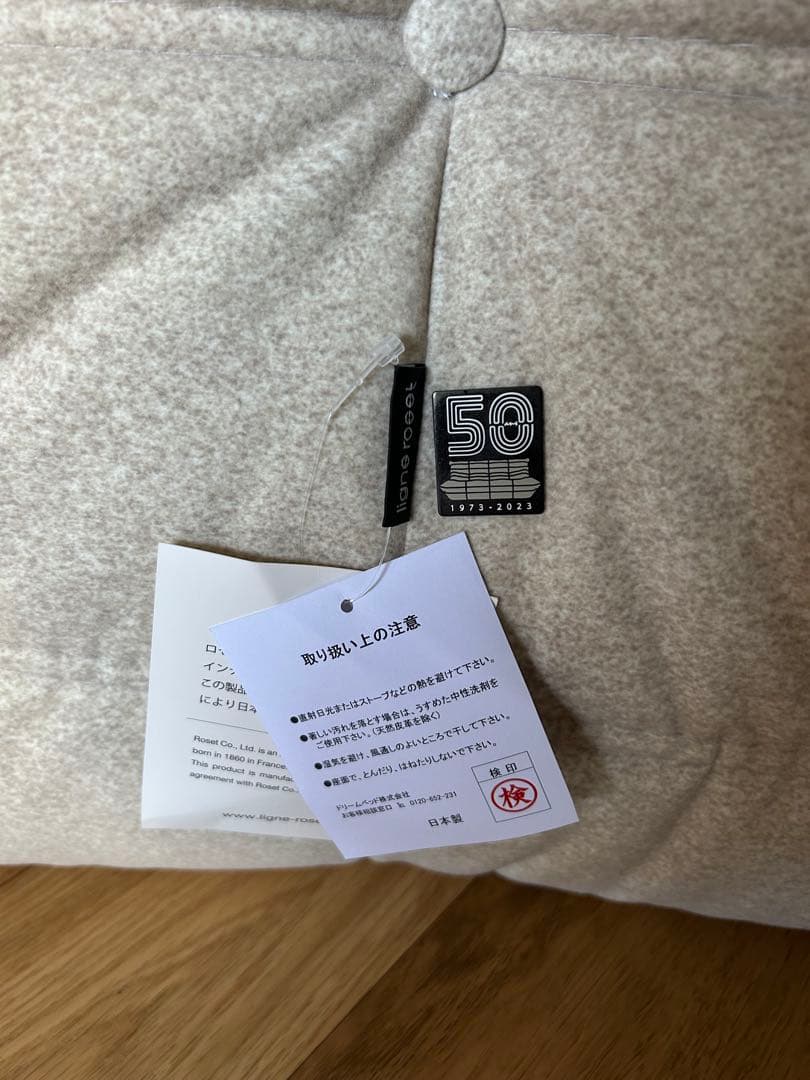 50
1973-2023
ligne roset
取り扱い上の注意
●直射日光またはストーブなどの熱を避けて下さい。
●著しい汚れを落とす場合は、うすめた中性洗剤を
ご使用下さい。(天然皮革を除く)
●湿気を避け、風通しのよいところで干して下さい。
●座面で、とんだり、はねたりしないで下さい。
ドリームベッド株式会社
お客様相談窓口 ℡ 0120-652-231
日本製
検印
検
この製品
により日本
Roset Co., Ltd. is an
born in 1860 in France.
This product is manufac
agreement with Roset Co.
www.ligne-rose